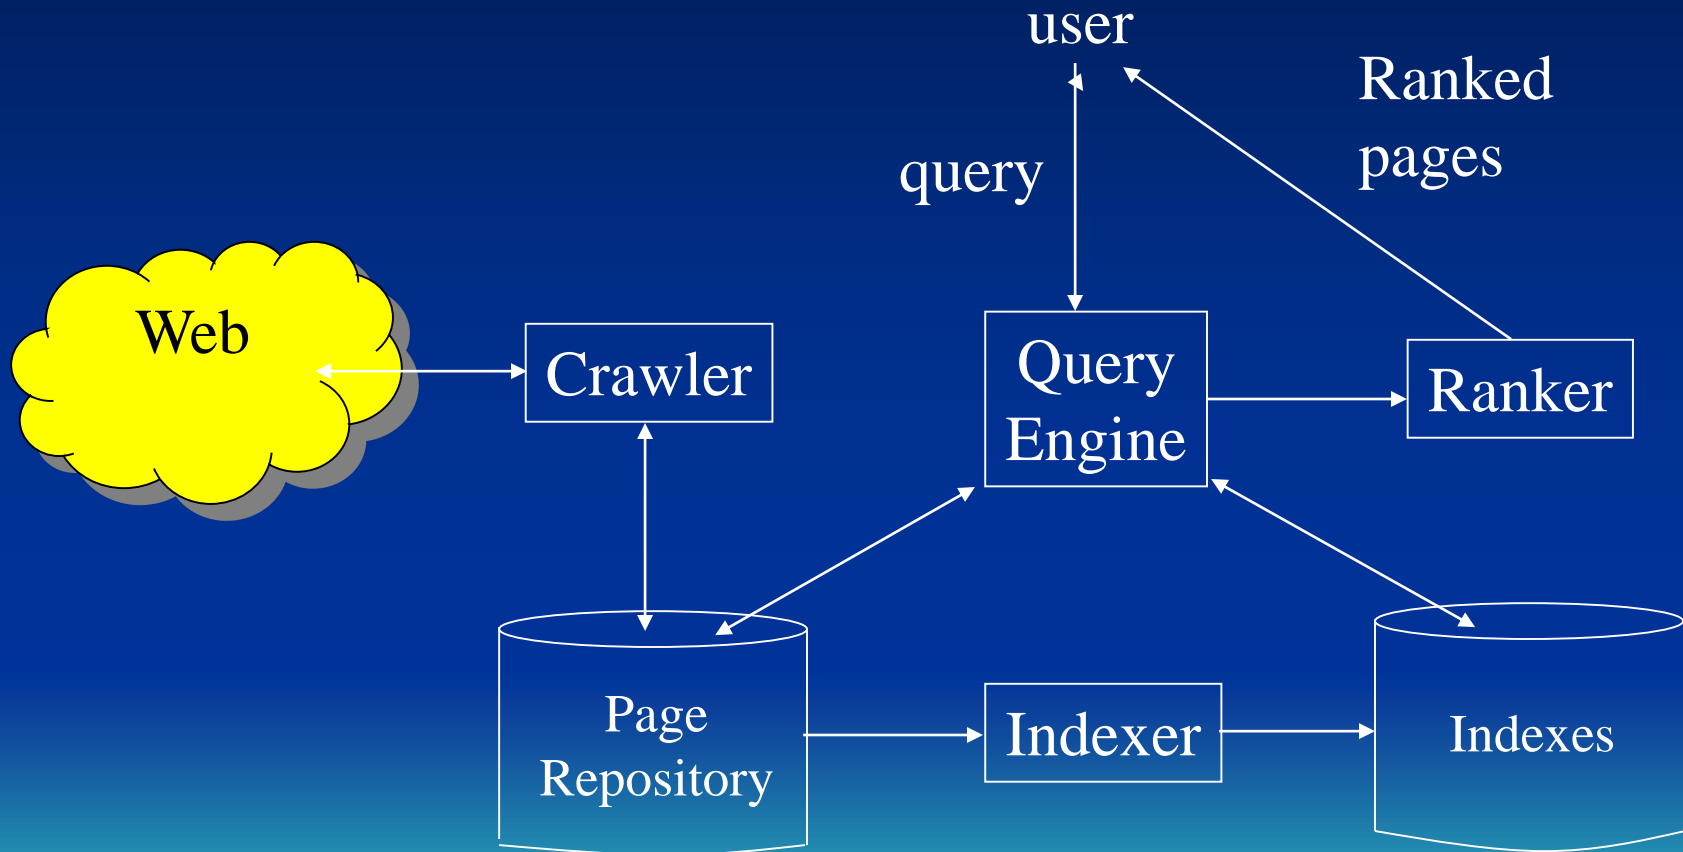 user
Ranked
pages
query
Web
Crawler
Query
Engine
Ranker
Page
Repository
Indexer
Indexes